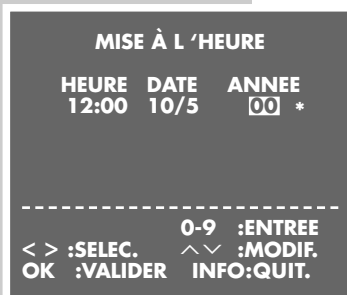 MISE À L ‘HEURE
HEURE DATE ANNEE
12:00 10/5 00 *
0-9 :ENTREE
< > :SELEC. ∧∨ :MODIF.
OK :VALIDER INFO:QUIT.